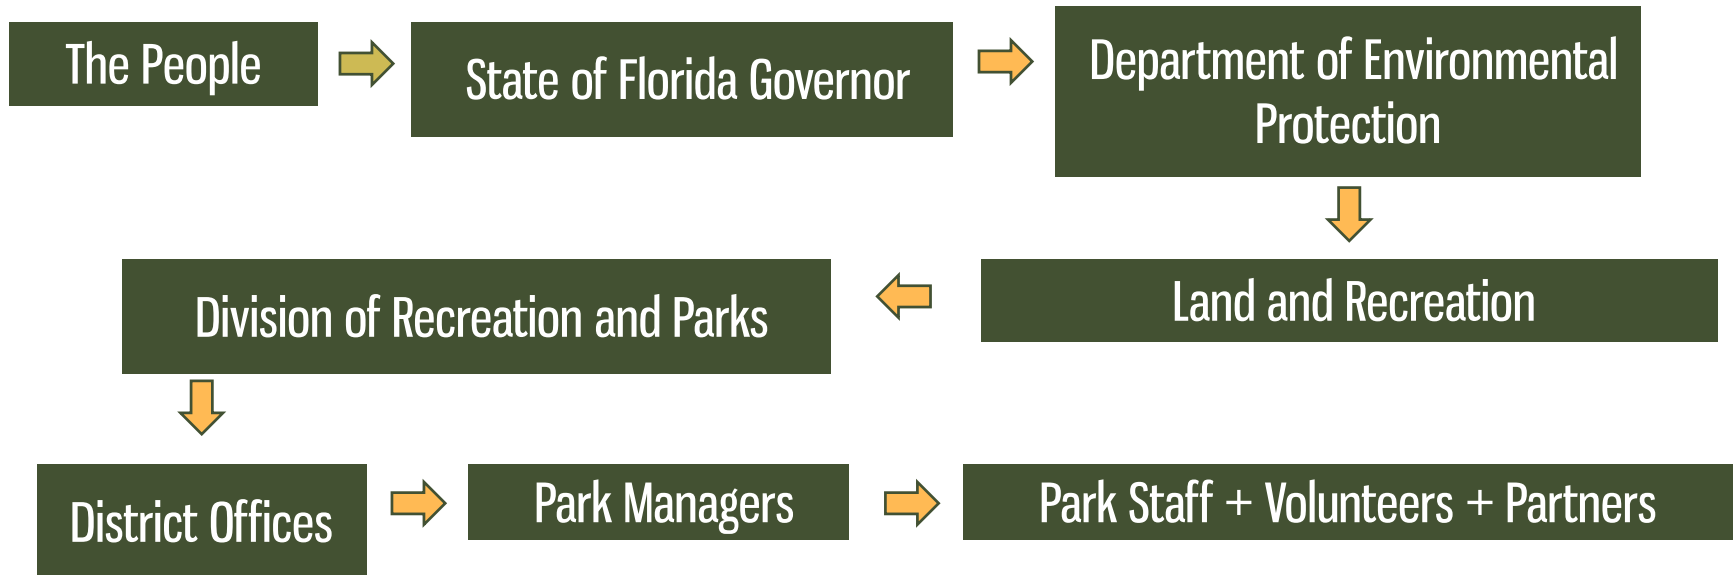 The People
State of Florida Governor
Department of Environmental
Protection
Land and Recreation
Division of Recreation and Parks
District Offices
Park Managers
Park Staff + Volunteers + Partners